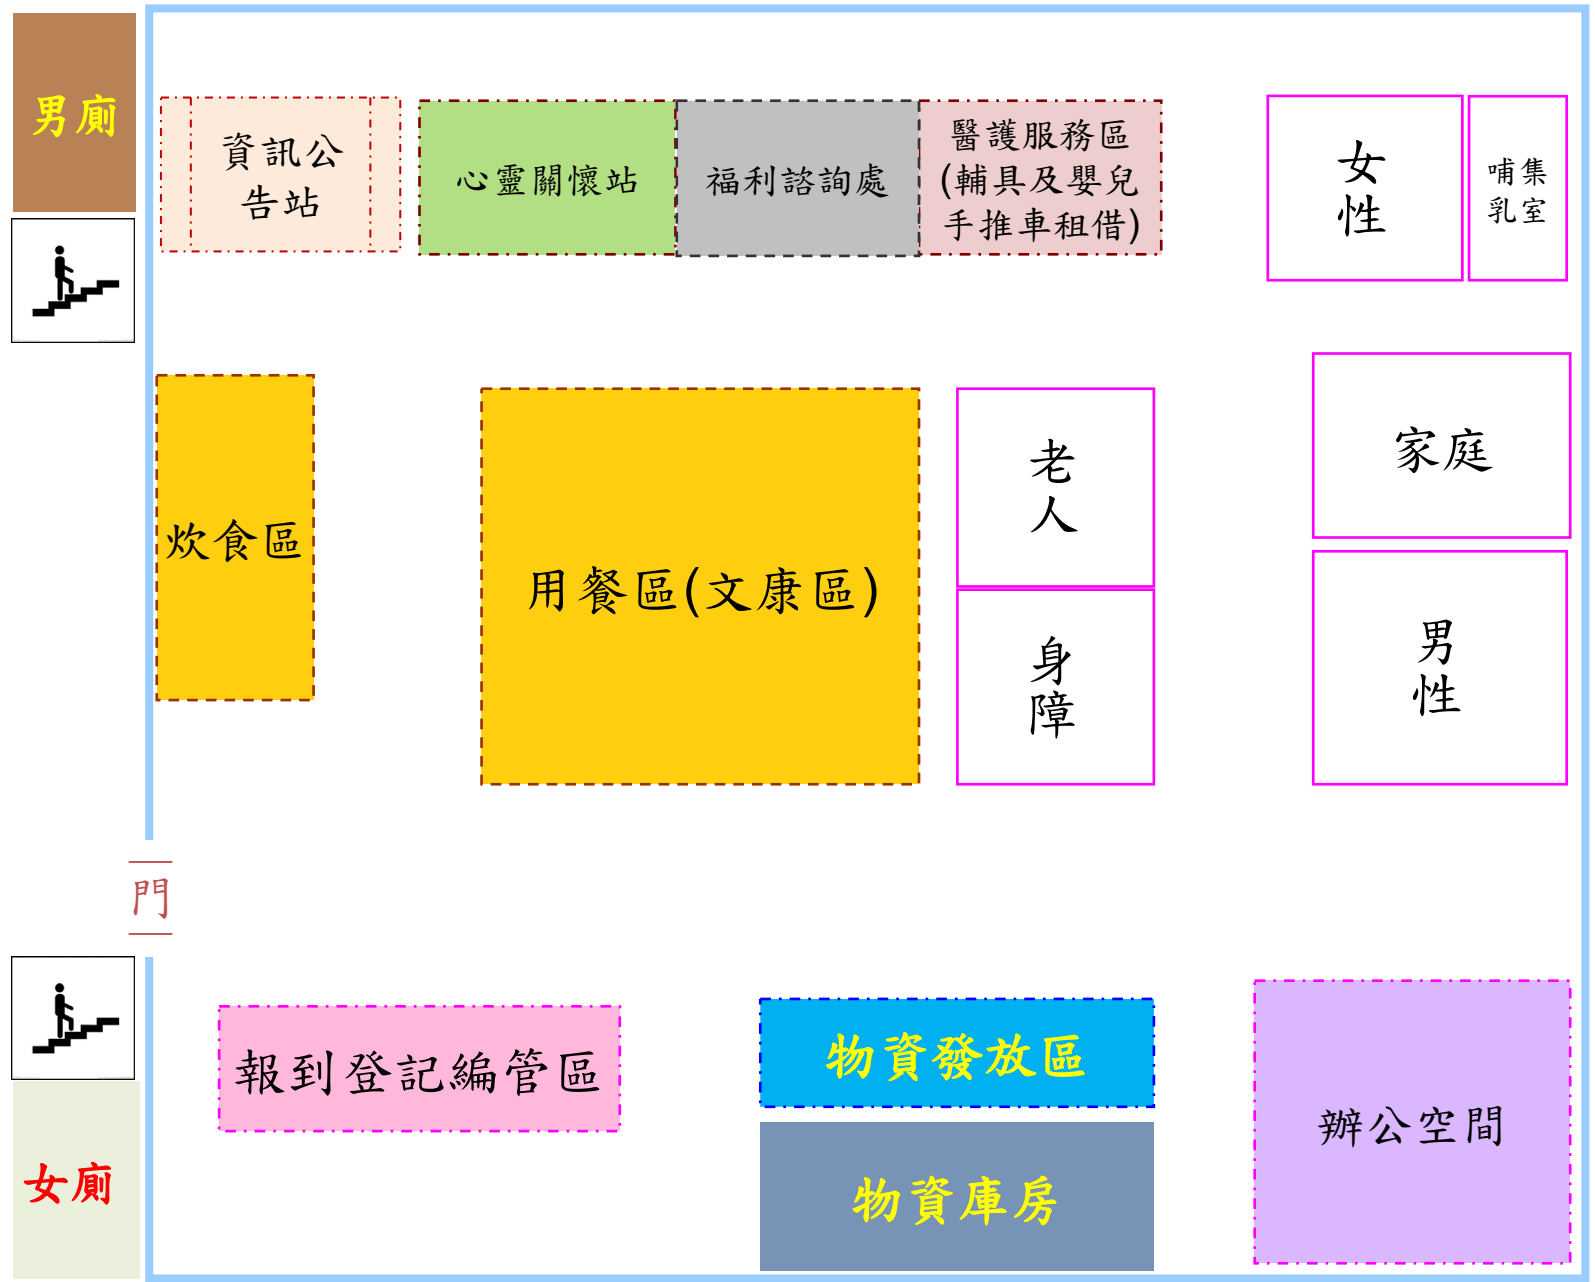 男廁
資訊公
告站
心靈關懷站
福利諮詢處
醫護服務區
(輔具及嬰兒
手推車租借)
女
性
哺集
乳室
炊食區
用餐區(文康區)
老
人
身
障
家庭
男
性
門
報到登記編管區
物資發放區
物資庫房
辦公空間
女廁